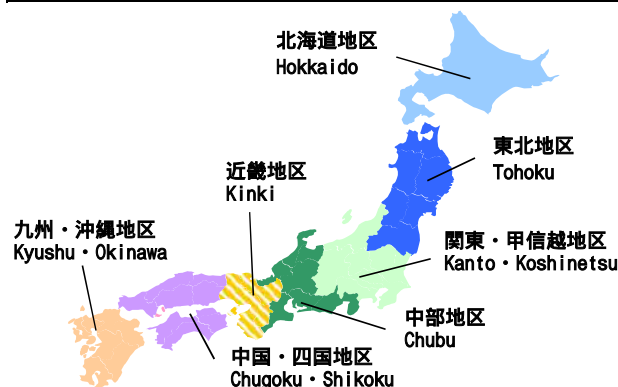 北海道地区
Hokkaido
東北地区
Tohoku
近畿地区
Kinki
九州・沖縄地区
Kyushu・Okinawa
関東・甲信越地区
Kanto・Koshinetsu
中部地区
Chubu
中国・四国地区
Chugoku・Shikoku